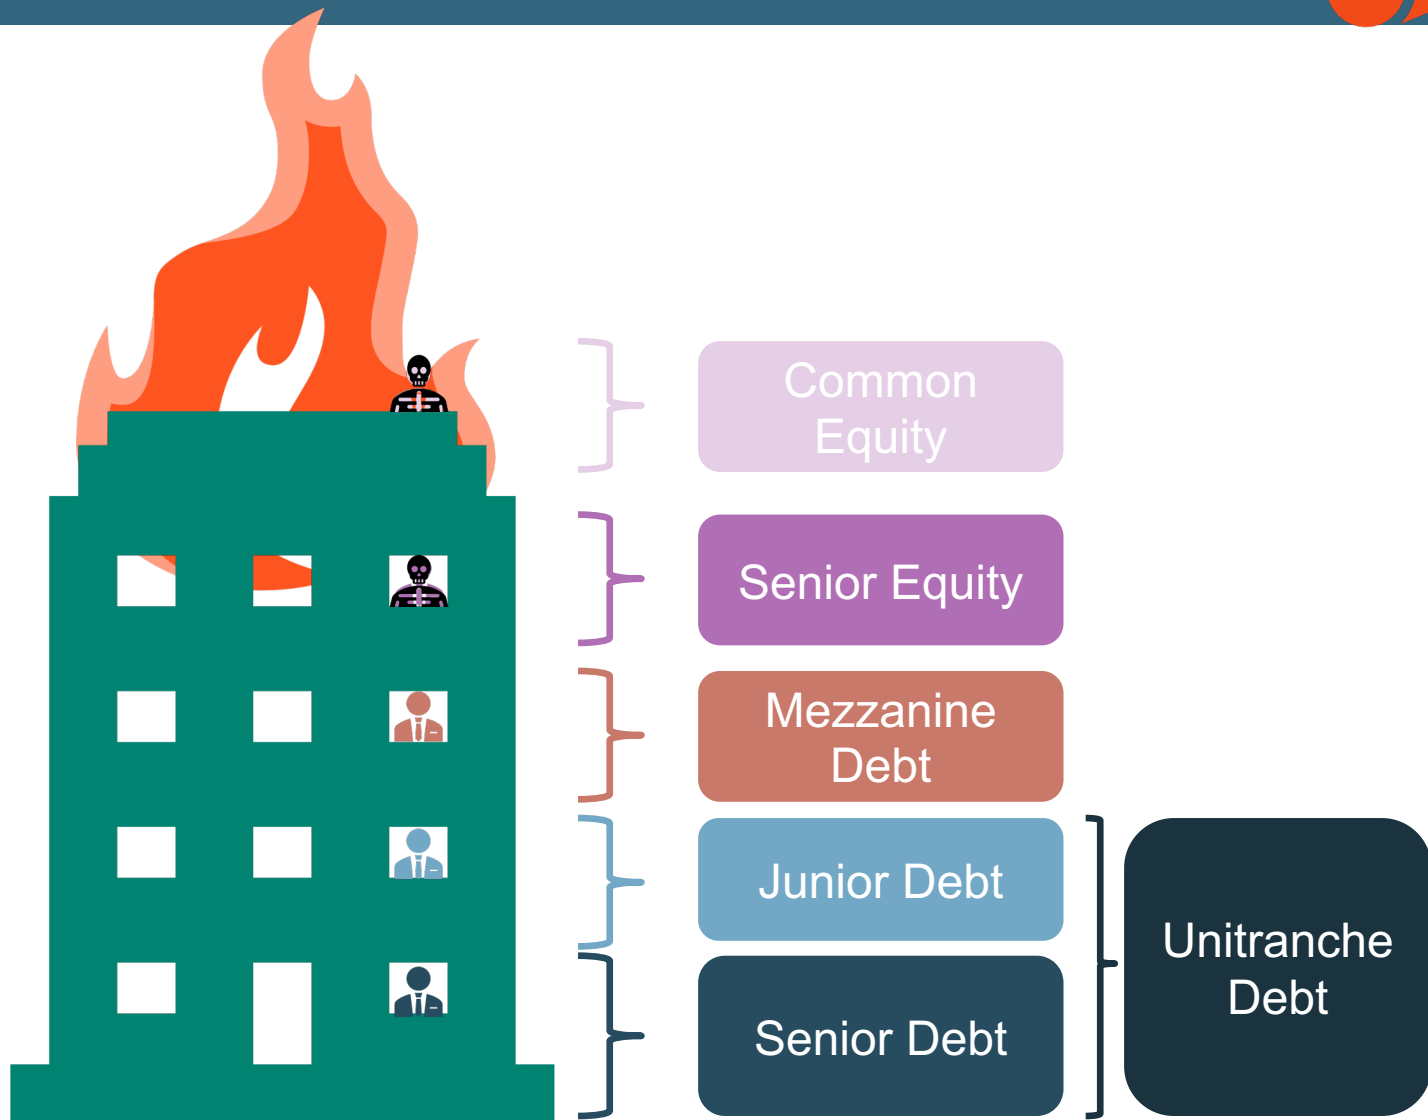 Common
Equity
Senior Equity
Mezzanine
Debt
Junior Debt
Unitranche
Debt
Senior Debt